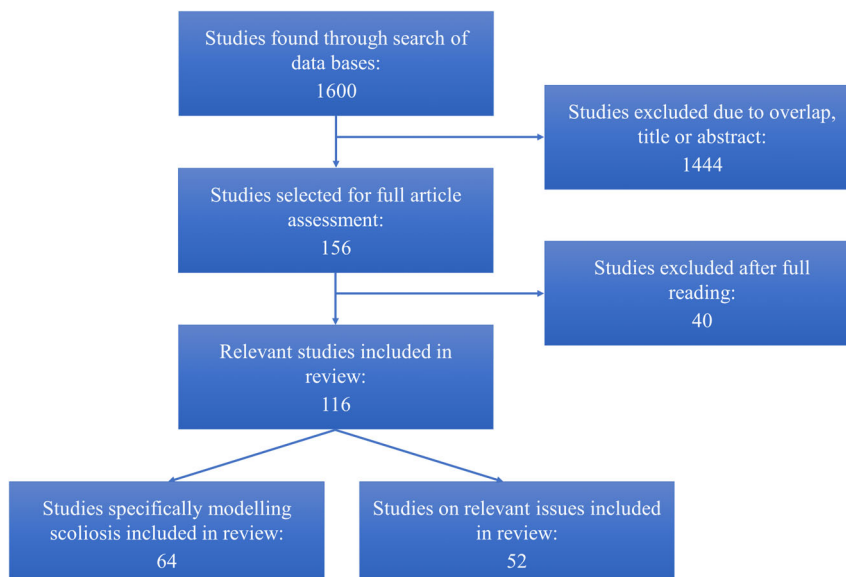 Studies found through search of
data bases:
1600
Studies excluded due to overlap,
title or abstract:
1444
Studies selected for full article
assessment:
156
Studies excluded after full
reading:
40
Relevant studies included in
review:
116
Studies specifically modelling
scoliosis included in review:
64
Studies on relevant issues included
in review:
52